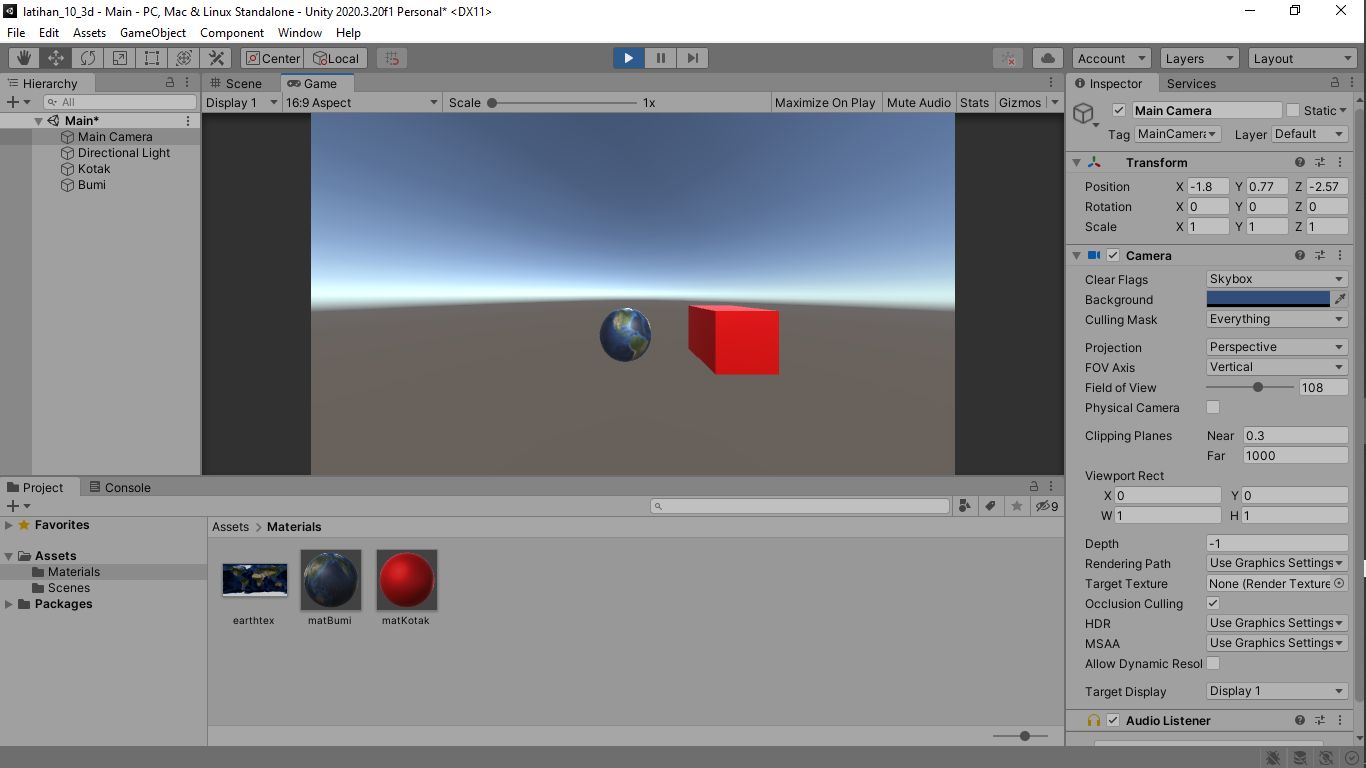 latihan_10_3d - Main - PC, Mac & Linux Standalone - Unity 2020.3.20f1 Personal* <DX11>
File Edit Assets GameObject Component Window Help
Center Local Account Layers Layout
Hierarchy
All
Main*
Main Camera
Directional Light
Kotak
Bumi
Scene Game
Display 1 16:9 Aspect Scale 1x Maximize On Play Mute Audio Stats Gizmos
Project Console
9
Favorites
Assets
Materials
Scenes
Packages
Assets > Materials
earthtex matBumi matKotak
Inspector Services
Main Camera Static
Tag MainCamera Layer Default
Transform
Position X -1.8 Y 0.77 Z -2.57
Rotation X 0 Y 0 Z 0
Scale X 1 Y 1 Z 1
Camera
Clear Flags Skybox
Background
Culling Mask Everything
Projection Perspective
FOV Axis Vertical
Field of View 108
Physical Camera
Clipping Planes Near 0.3
Far 1000
Viewport Rect
X 0 Y 0
W 1 H 1
Depth -1
Rendering Path Use Graphics Settings
Target Texture None (Render Texture
Occlusion Culling
HDR Use Graphics Settings
MSAA Use Graphics Settings
Allow Dynamic Resol
Target Display Display 1
Audio Listener